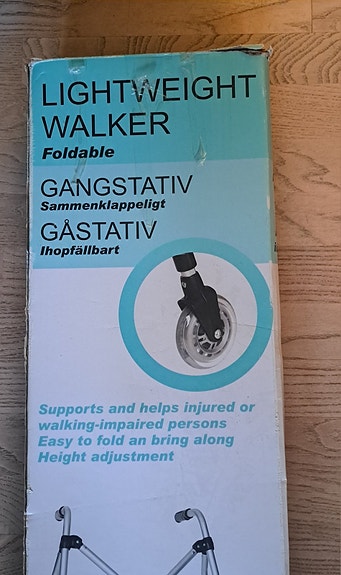 LIGHTWEIGHT
WALKER
Foldable
GANGSTATIV
Sammenklappeligt
GÅSTATIV
Ihopfällbart
Supports and helps injured or
walking-impaired persons
Easy to fold an bring along
Height adjustment